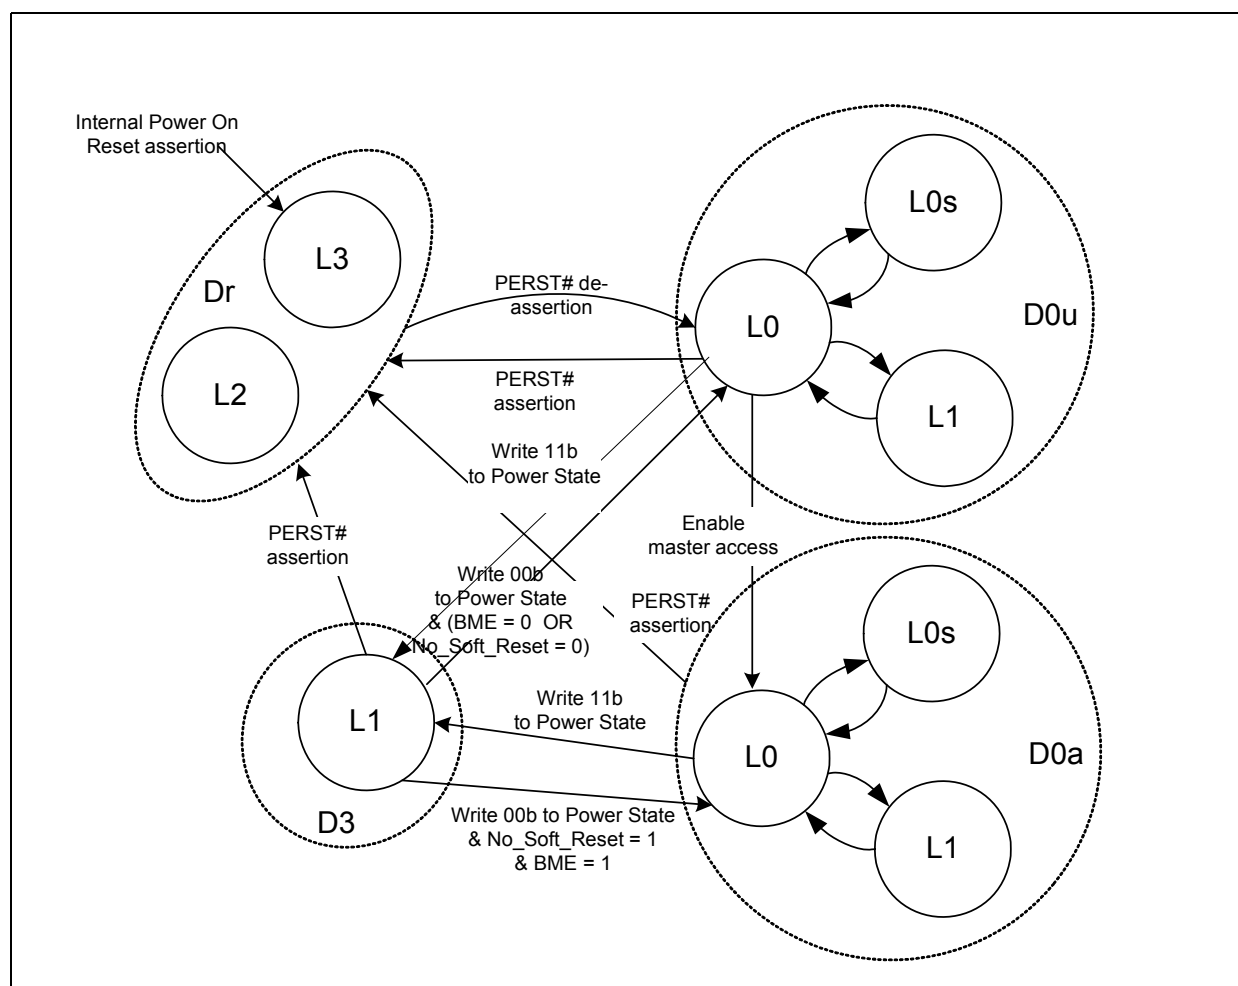 Internal Power On
Reset assertion
L3
Dr
L2
PERST# de-
assertion
PERST#
assertion
L0s
L0
D0u
L1
Write 11b
to Power State
PERST#
assertion
Enable
master access
Write 00b
to Power State
& (BME = 0 OR
No_Soft_Reset = 0)
PERST#
assertion
L1
D3
Write 11b
to Power State
Write 00b to Power State
& No_Soft_Reset = 1
& BME = 1
L0s
L0
D0a
L1